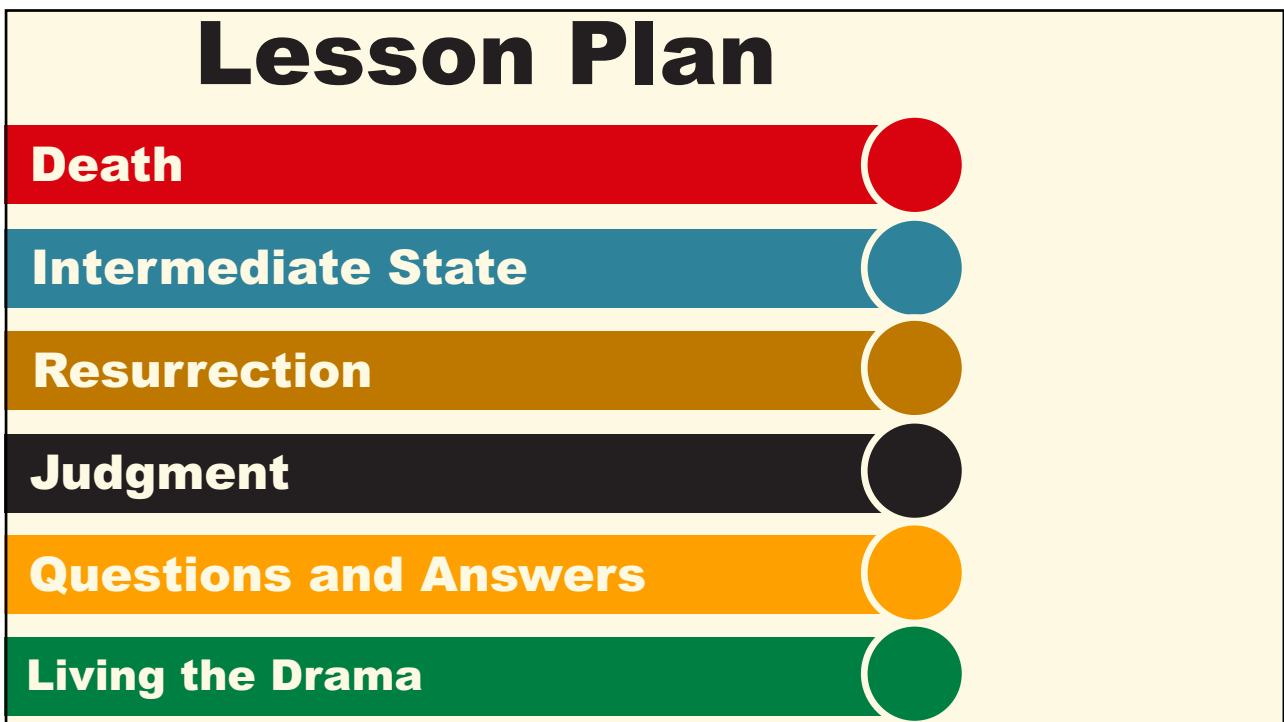 Lesson Plan
Death
Intermediate State
Resurrection
Judgment
Questions and Answers
Living the Drama